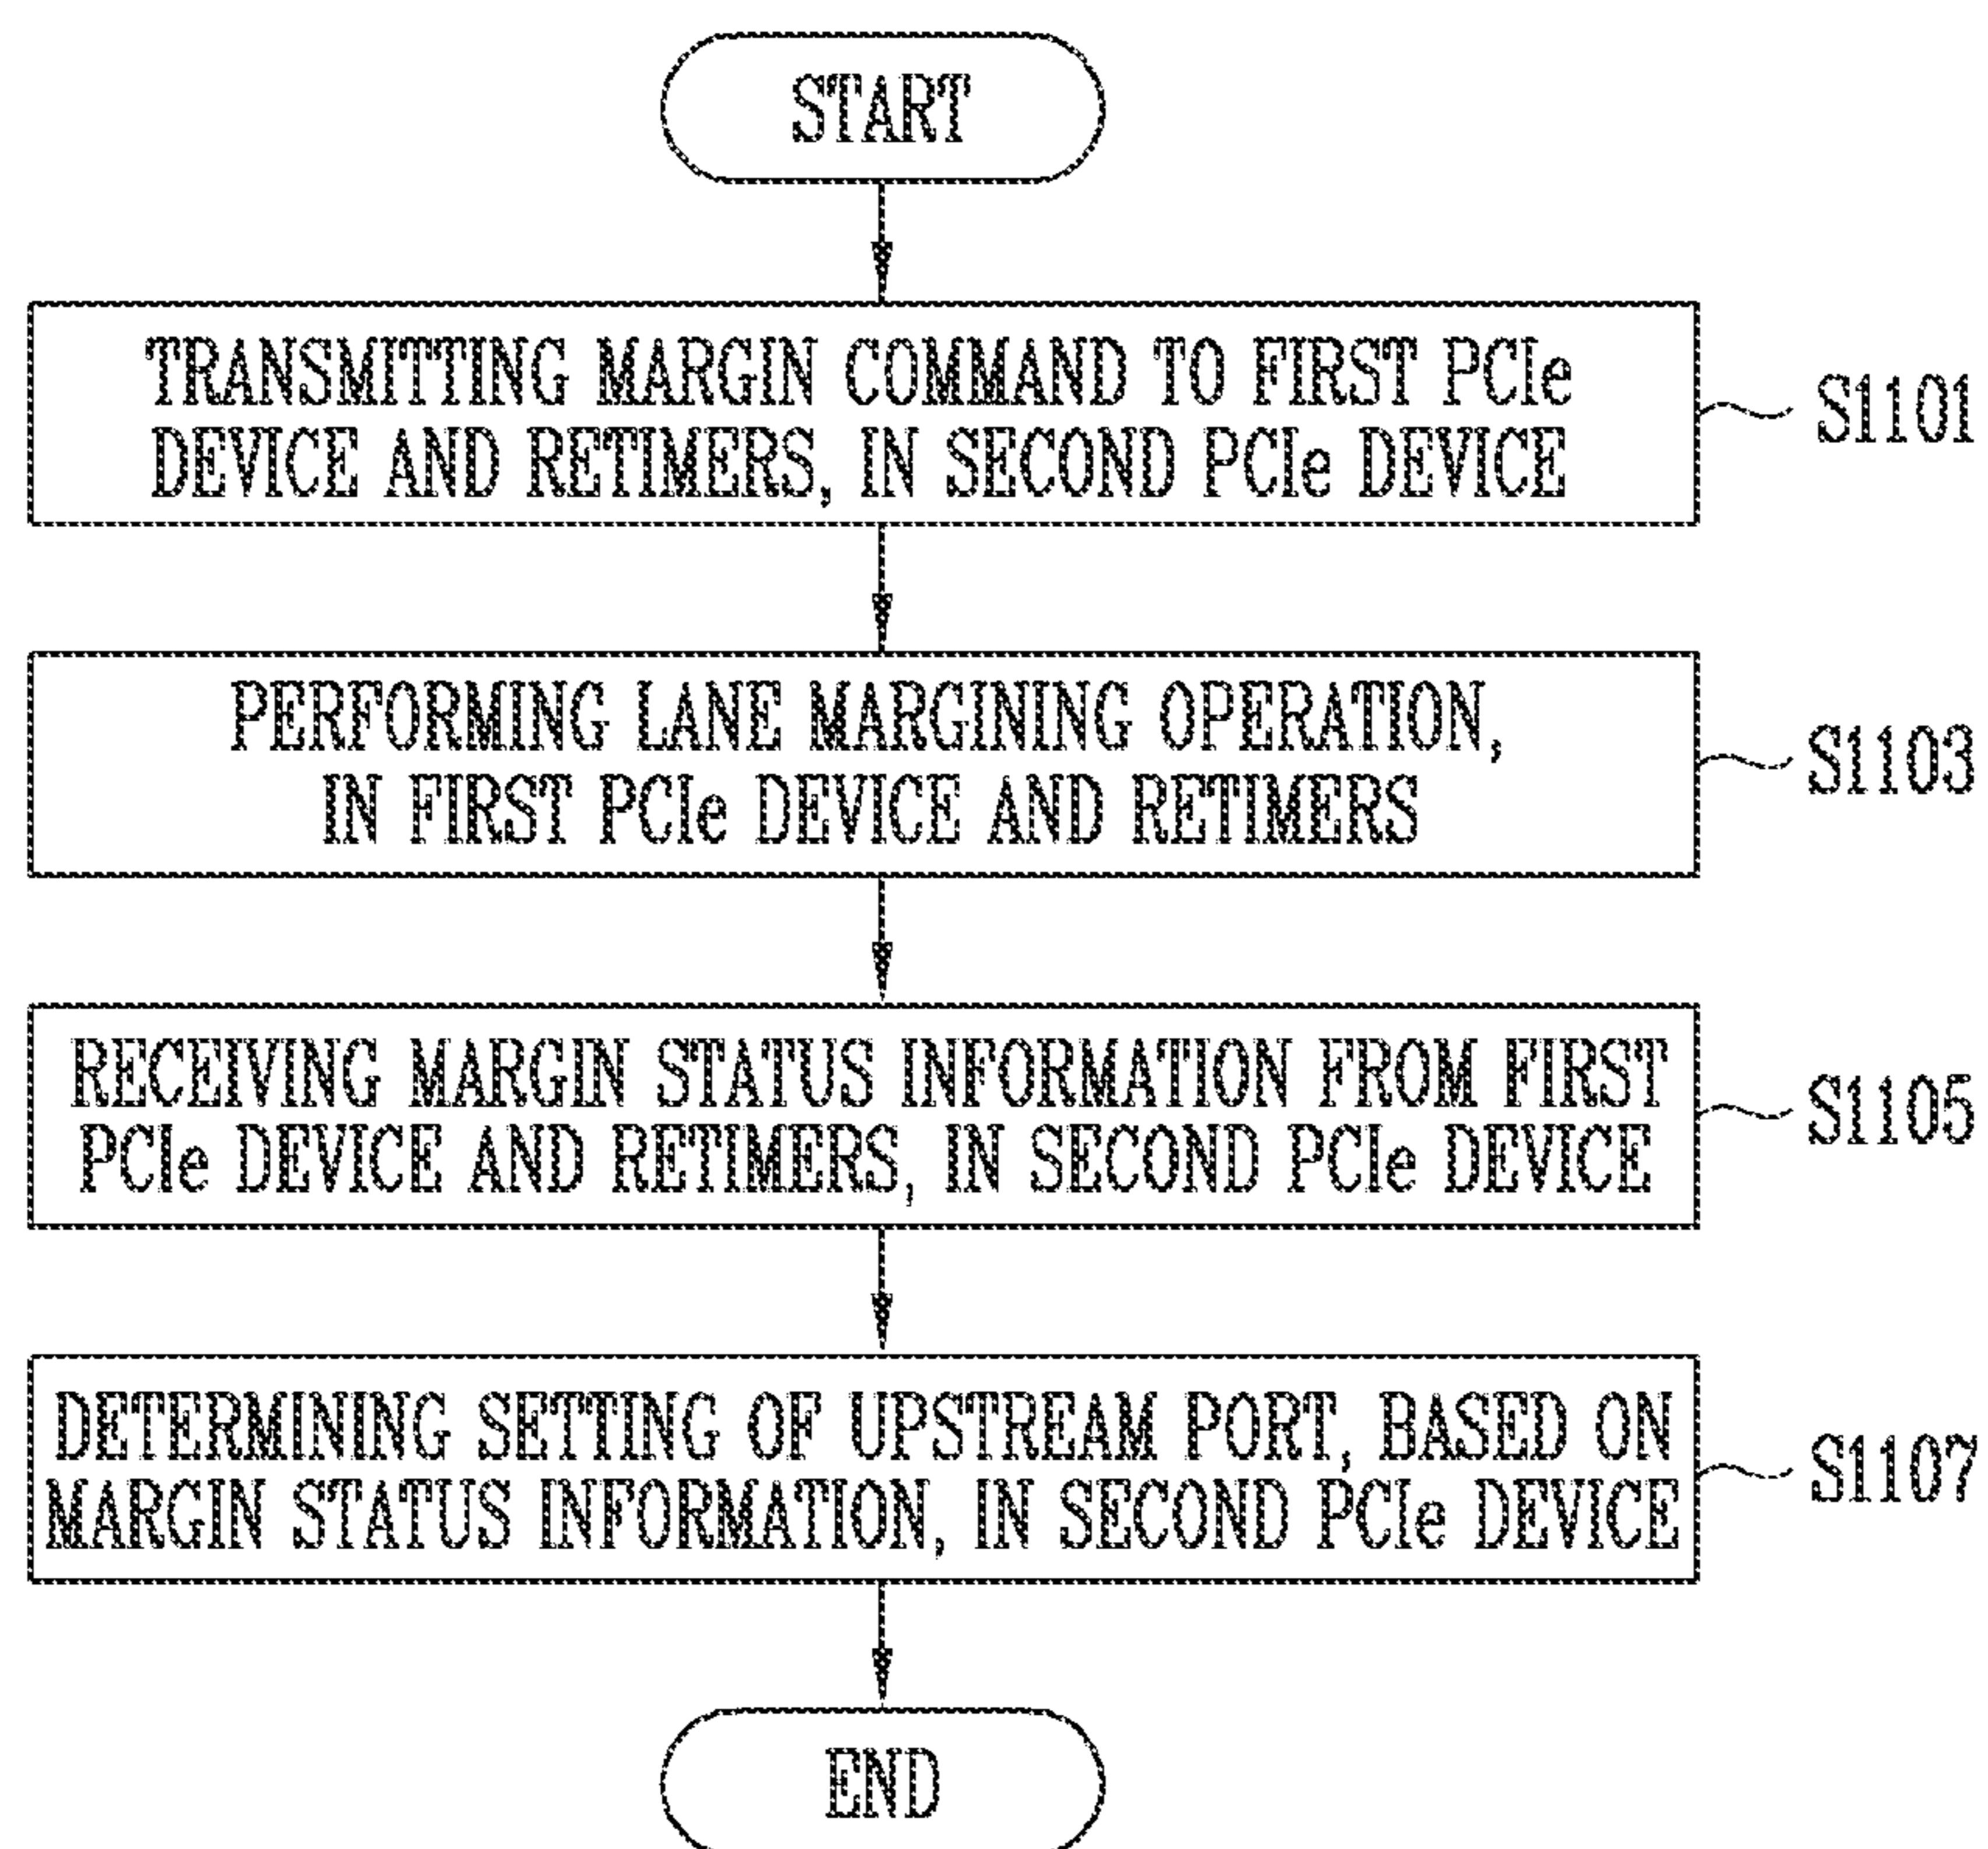 START
TRANSMITTING MARGIN COMMAND TO FIRST PCIe
DEVICE AND RETIMERS, IN SECOND PCIe DEVICE
S1101
PERFORMING LANE MARGINING OPERATION,
IN FIRST PCIe DEVICE AND RETIMERS
S1103
RECEIVING MARGIN STATUS INFORMATION FROM FIRST
PCIe DEVICE AND RETIMERS, IN SECOND PCIe DEVICE
S1105
DETERMINING SETTING OF UPSTREAM PORT, BASED ON
MARGIN STATUS INFORMATION, IN SECOND PCIe DEVICE
S1107
END